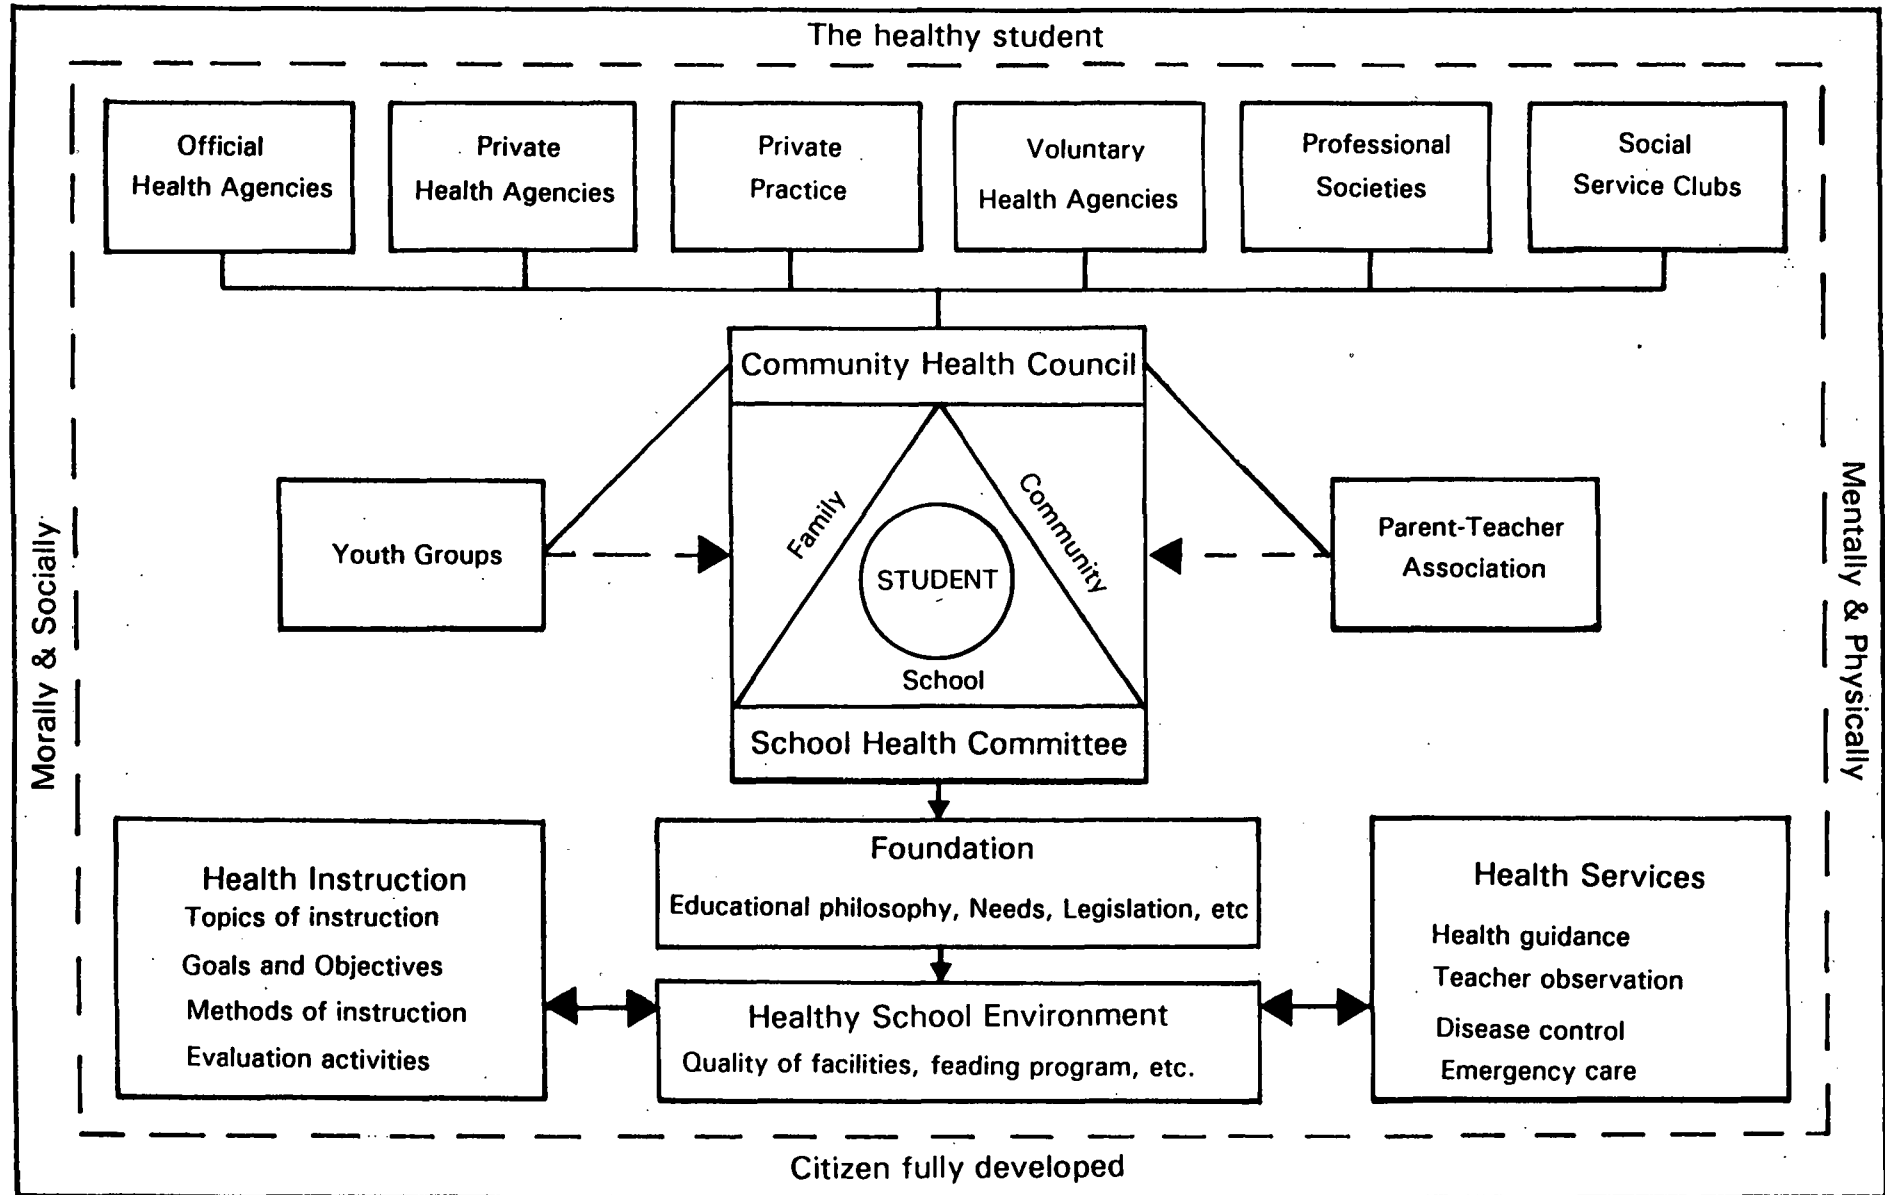 The healthy student
Official
Health Agencies
Private
Health Agencies
Private
Practice
Voluntary
Health Agencies
Professional
Societies
Social
Service Clubs
Community Health Council
Youth Groups
Family
Community
STUDENT
School
Parent-Teacher
Association
Morally & Socially
Mentally & Physically
School Health Committee
Health Instruction
Topics of instruction
Goals and Objectives
Methods of instruction
Evaluation activities
Foundation
Educational philosophy, Needs, Legislation, etc
Healthy School Environment
Quality of facilities, feading program, etc.
Health Services
Health guidance
Teacher observation
Disease control
Emergency care
Citizen fully developed